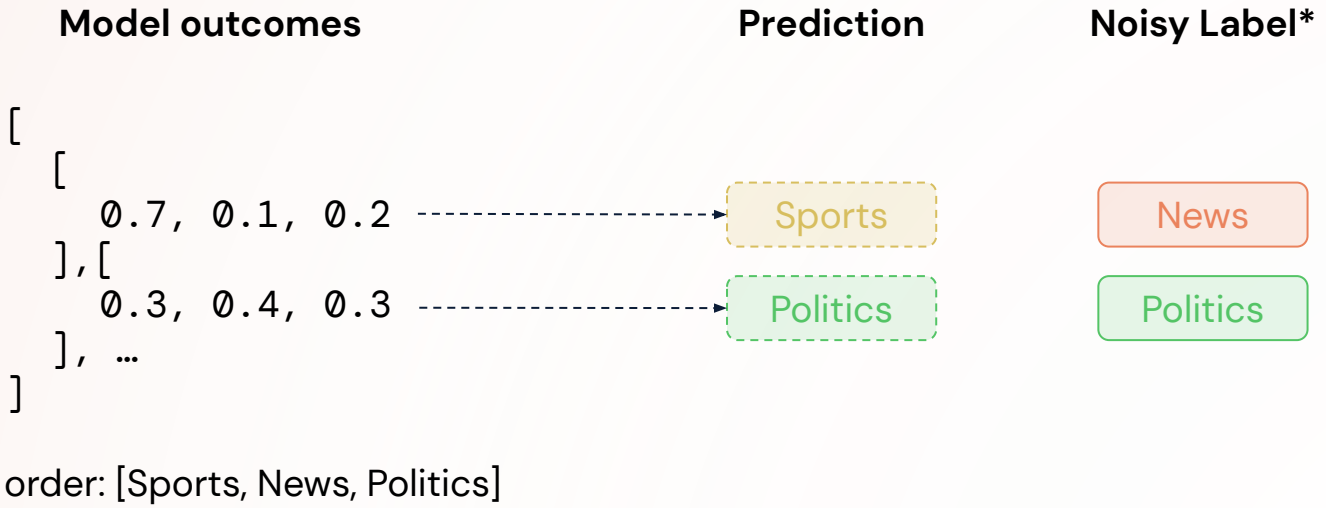 Model outcomes Prediction Noisy Label*
[
[
0.7, 0.1, 0.2 Sports News
],[
0.3, 0.4, 0.3 Politics Politics
], …
]
order: [Sports, News, Politics]